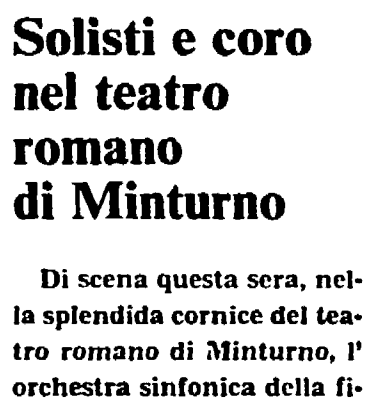 Solisti e coro
nel teatro
romano
di Minturno
Di scena questa sera, nel-
la splendida cornice del tea-
tro romano di Minturno, l'
orchestra sinfonica della fi-